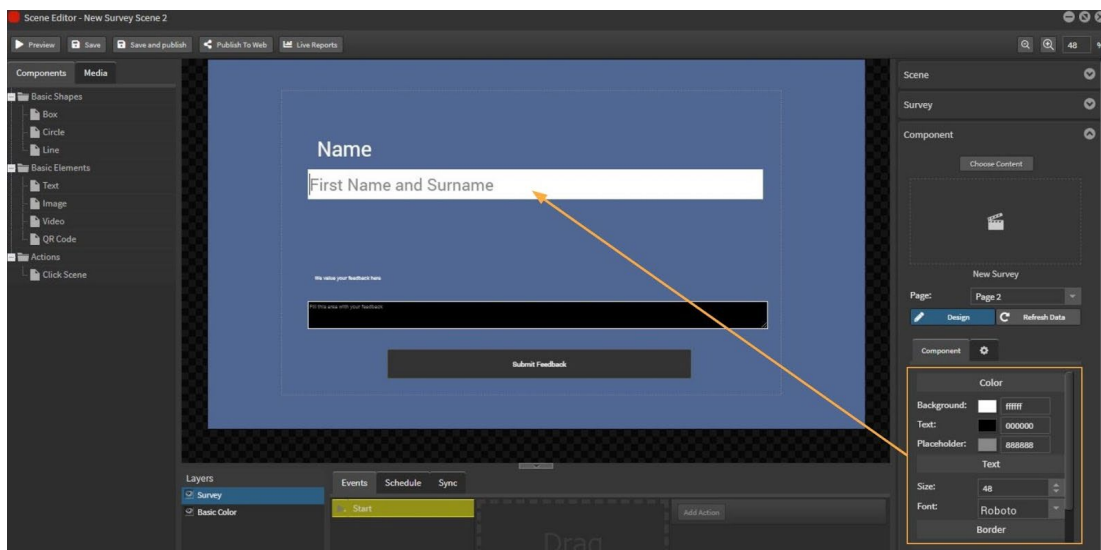 Scene Editor - New Survey Scene 2
Preview Save Save and publish Publish To Web Live Reports 48 %
Components Media
Basic Shapes
Box
Circle
Line
Basic Elements
Text
Image
Video
QR Code
Actions
Click Scene
Name
First Name and Surname
We value your feedback here
Fill this area with your feedback
Submit Feedback
Scene
Survey
Component
Choose Content
New Survey
Page: Page 2
Design Refresh Data
Component
Color
Background: ffffff
Text: 000000
Placeholder: 888888
Text
Size: 48
Font: Roboto
Border
Layers
Survey
Basic Color
Events Schedule Sync
Start
Drag
Add Action